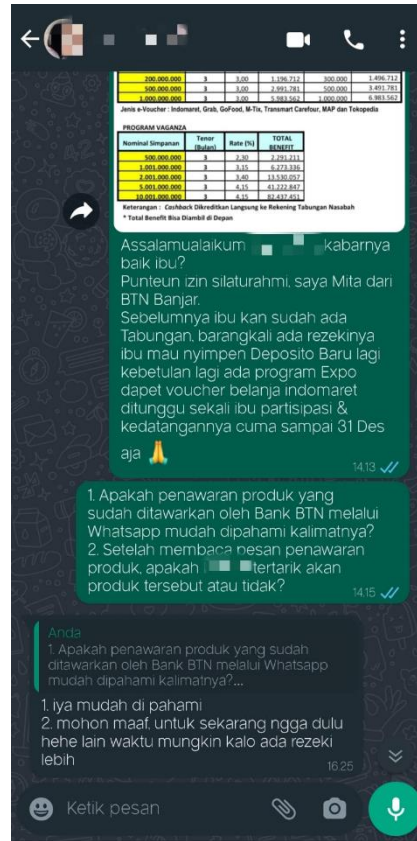 200.000.000 3 3,00 1.196.712 300.000 1.496.712
500.000.000 3 3,00 2.991.781 500.000 3.491.781
1.000.000.000 3 3,00 5.983.562 1.000.000 6.983.562
Jenis e-Voucher : Indomaret, Grab, GoFood, M-Tix, Transmart Carefour, MAP dan Tokopedia
PROGRAM VAGANZA
Nominal Simpanan Tenor (Bulan) Rate (%) TOTAL BENEFIT
500.000.000 3 2,30 2.291.211
1.001.000.000 3 3,15 6.273.336
2.001.000.000 3 3,40 13.530.057
5.001.000.000 3 4,15 41.222.847
10.001.000.000 3 4,15 82.437.451
Keterangan : Cashback Dikreditkan Langsung ke Rekening Tabungan Nasabah
* Total Benefit Bisa Diambil di Depan
Assalamualaikum kabarnya
baik ibu?
Punteun izin silaturahmi, saya Mita dari
BTN Banjar.
Sebelumnya ibu kan sudah ada
Tabungan, barangkali ada rezekinya
ibu mau nyimpen Deposito Baru lagi
kebetulan lagi ada program Expo
dapet voucher belanja indomaret
ditunggu sekali ibu partisipasi &
kedatangannya cuma sampai 31 Des
aja 🙏
14.13
1. Apakah penawaran produk yang
sudah ditawarkan oleh Bank BTN melalui
Whatsapp mudah dipahami kalimatnya?
2. Setelah membaca pesan penawaran
produk, apakah tertarik akan
produk tersebut atau tidak?
14.15
Anda
1. Apakah penawaran produk yang sudah
ditawarkan oleh Bank BTN melalui Whatsapp
mudah dipahami kalimatnya?...
1. iya mudah di pahami
2. mohon maaf, untuk sekarang ngga dulu
hehe lain waktu mungkin kalo ada rezeki
lebih
16.25
Ketik pesan